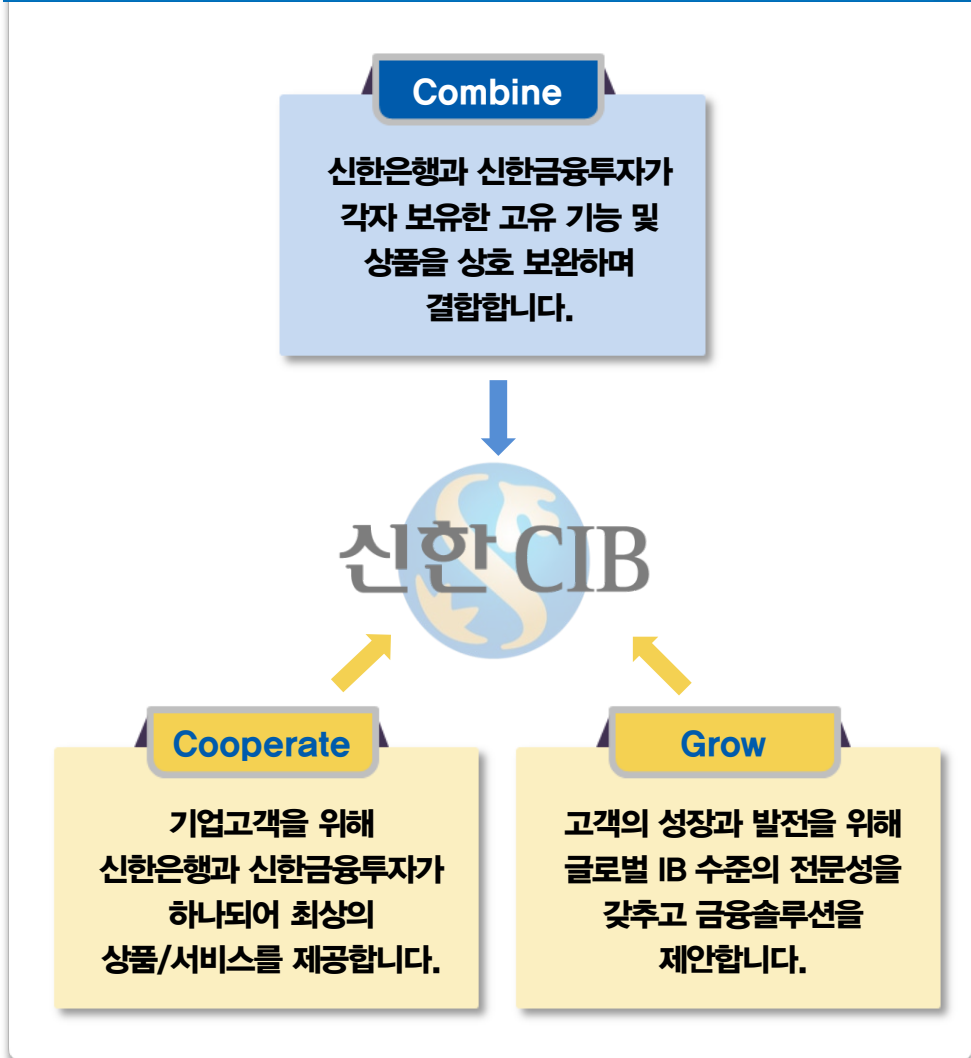 Combine
신한은행과 신한금융투자가
각자 보유한 고유 기능 및
상품을 상호 보완하며
결합합니다.
신한 CIB
Cooperate
기업고객을 위해
신한은행과 신한금융투자가
하나되어 최상의
상품/서비스를 제공합니다.
Grow
고객의 성장과 발전을 위해
글로벌 IB 수준의 전문성을
갖추고 금융솔루션을
제안합니다.